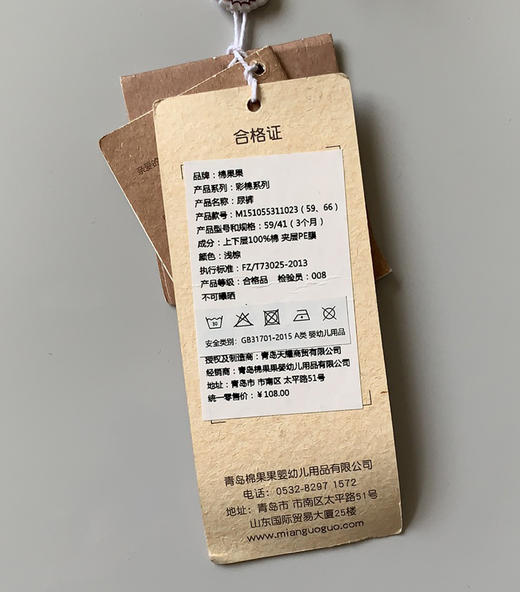 合格证
品牌：棉果果
产品系列：彩棉系列
产品名称：尿裤
产品款号：M151055311023（59、66）
产品型号和规格：59/41（3个月）
成分：上下层100%棉 夹层PE膜
颜色：浅棕
执行标准：FZ/T73025-2013
产品等级：合格品 检验员：008
不可曝晒
30
安全类别：GB31701-2015 A类 婴幼儿用品
授权及制造商：青岛天耀商贸有限公司
经销商：青岛棉果果婴幼儿用品有限公司
地址：青岛市 市南区 太平路51号
统一零售价：￥108.00
青岛棉果果婴幼儿用品有限公司
电话：0532-8297 1572
地址：青岛市 市南区太平路51号
山东国际贸易大厦25楼
www.mianguoguo.com